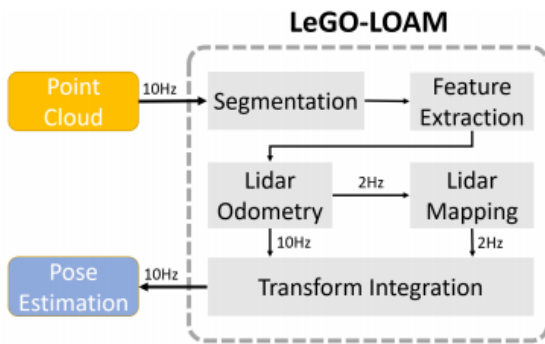 LeGO-LOAM
Point
Cloud
10Hz
Segmentation
Feature
Extraction
Lidar
Odometry
2Hz
Lidar
Mapping
10Hz
2Hz
Pose
Estimation
10Hz
Transform Integration